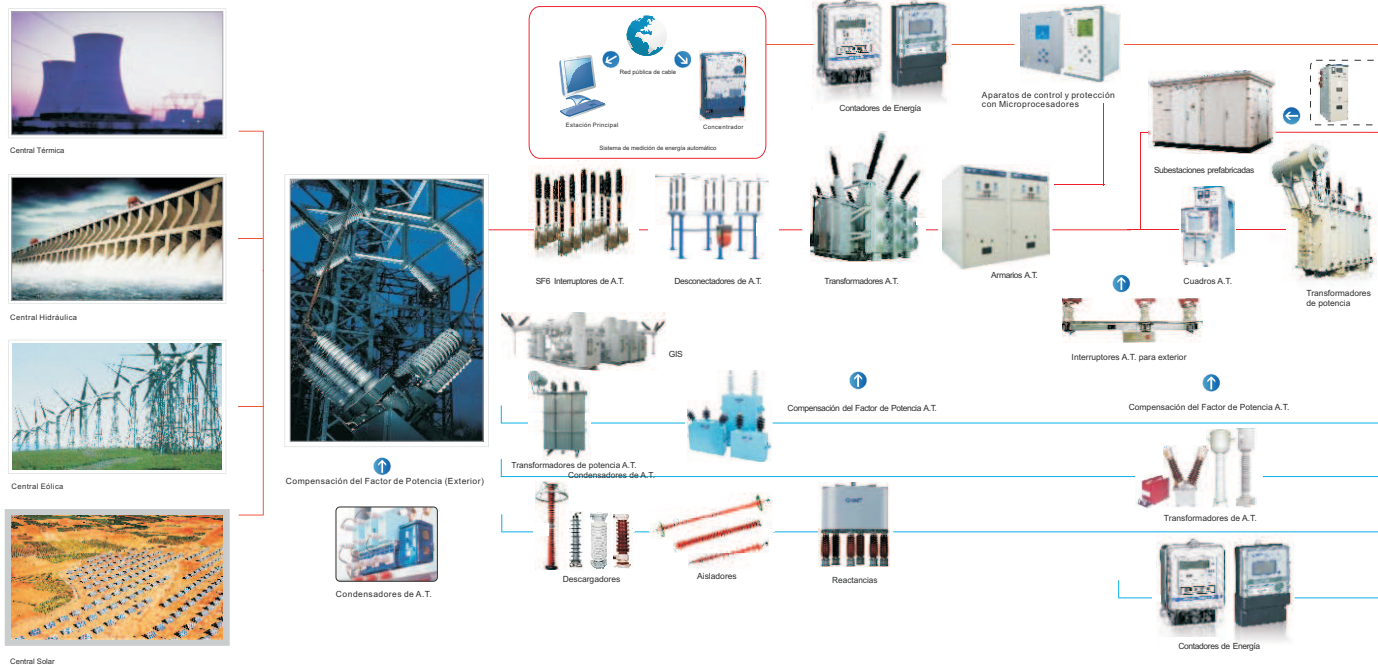 Central Térmica
Central Hidráulica
Central Eólica
Central Solar
Compensación del Factor de Potencia (Exterior)
Condensadores de A.T.
Red pública de cable
Estación Principal
Concentrador
Sistema de medición de energía automático
Contadores de Energía
Aparatos de control y protección
con Microprocesadores
Subestaciones prefabricadas
SF6 Interruptores de A.T.
Desconectadores de A.T.
Transformadores A.T.
Armarios A.T.
Cuadros A.T.
Transformadores
de potencia
Interruptores A.T. para exterior
GIS
Compensación del Factor de Potencia A.T.
Compensación del Factor de Potencia A.T.
Transformadores de potencia A.T.
Condensadores de A.T.
Transformadores de A.T.
Descargadores
Aisladores
Reactancias
Contadores de Energía